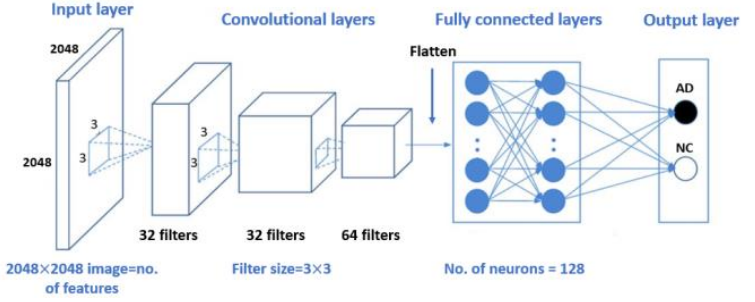 Input layer
Convolutional layers
Fully connected layers
Output layer
2048
Flatten
2048
3
3
3
3
AD
NC
32 filters
32 filters
64 filters
2048×2048 image=no.
of features
Filter size=3×3
No. of neurons = 128